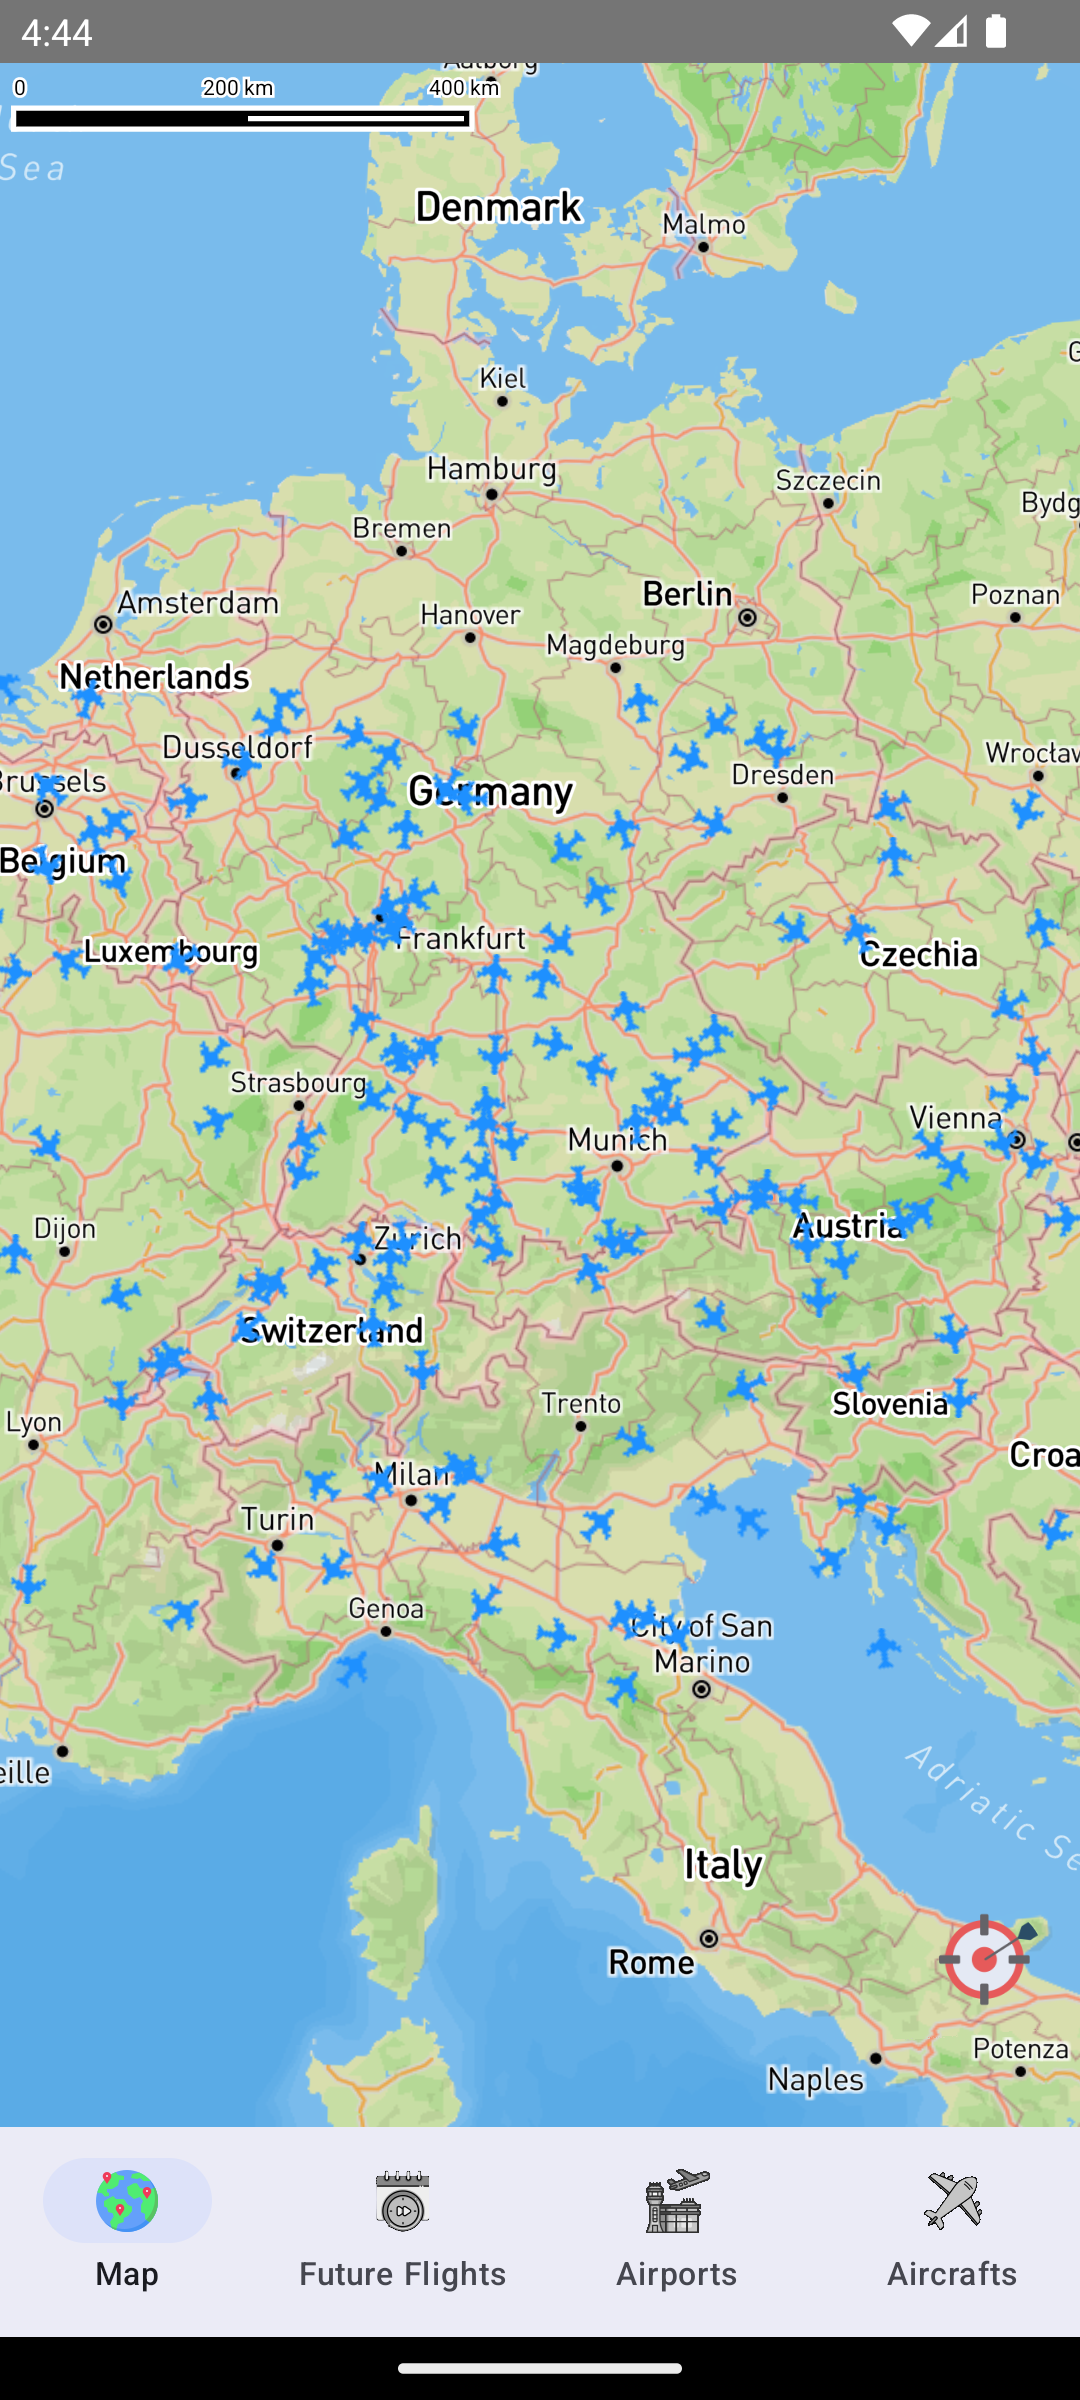 4:44
Aalborg
0 200 km 400 km
Sea
Denmark
Malmo
Kiel
Hamburg
Szczecin
Bydg
Bremen
Berlin
Poznan
Amsterdam
Hanover
Magdeburg
Netherlands
Dusseldorf
Wrocław
Dresden
Brussels
Germany
Belgium
Frankfurt
Luxembourg
Czechia
Strasbourg
Vienna
Munich
Dijon
Zurich
Austria
Switzerland
Trento
Slovenia
Lyon
Croa
Milan
Turin
Genoa
City of San
Marino
eille
Adriatic Se
Italy
Rome
Potenza
Naples
Map Future Flights Airports Aircrafts